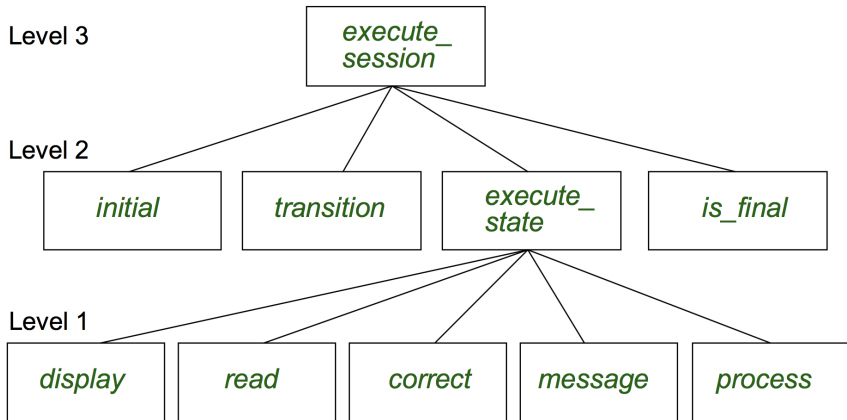 Level 3
execute_
session
Level 2
initial
transition
execute_
state
is_final
Level 1
display
read
correct
message
process